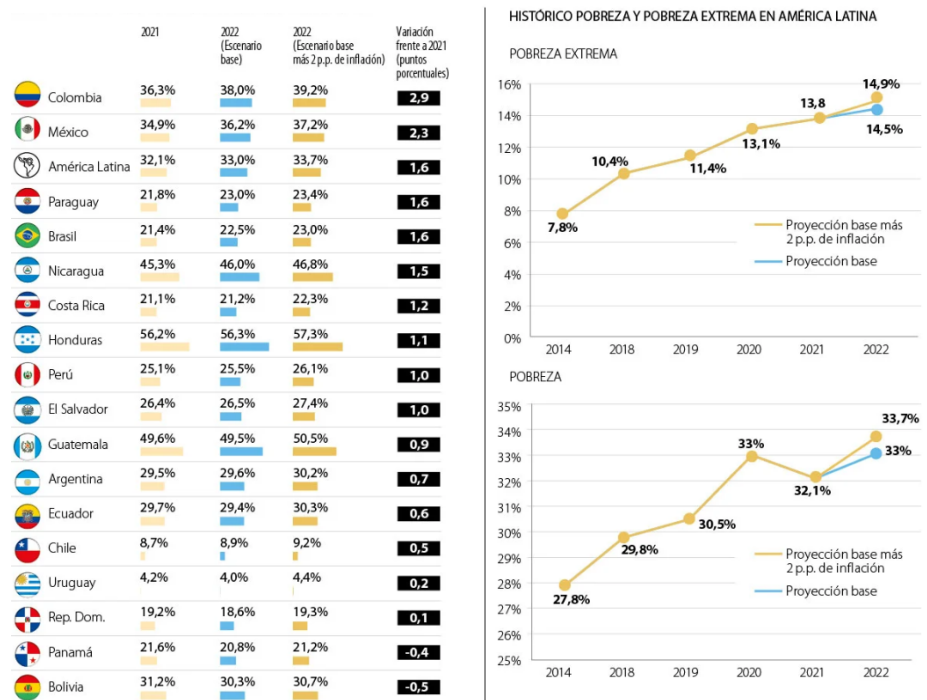 2021
2022
(Escenario
base)
2022
(Escenario base
más 2 p.p. de inflación)
Variación
frente a 2021
(puntos
porcentuales)
Colombia 36,3% 38,0% 39,2% 2,9
México 34,9% 36,2% 37,2% 2,3
América Latina 32,1% 33,0% 33,7% 1,6
Paraguay 21,8% 23,0% 23,4% 1,6
Brasil 21,4% 22,5% 23,0% 1,6
Nicaragua 45,3% 46,0% 46,8% 1,5
Costa Rica 21,1% 21,2% 22,3% 1,2
Honduras 56,2% 56,3% 57,3% 1,1
Perú 25,1% 25,5% 26,1% 1,0
El Salvador 26,4% 26,5% 27,4% 1,0
Guatemala 49,6% 49,5% 50,5% 0,9
Argentina 29,5% 29,6% 30,2% 0,7
Ecuador 29,7% 29,4% 30,3% 0,6
Chile 8,7% 8,9% 9,2% 0,5
Uruguay 4,2% 4,0% 4,4% 0,2
Rep. Dom. 19,2% 18,6% 19,3% 0,1
Panamá 21,6% 20,8% 21,2% -0,4
Bolivia 31,2% 30,3% 30,7% -0,5
HISTÓRICO POBREZA Y POBREZA EXTREMA EN AMÉRICA LATINA
POBREZA EXTREMA
16%
14%
12%
10%
8%
6%
4%
2%
0%
7,8%
10,4%
11,4%
13,1%
13,8
14,9%
14,5%
Proyección base más
2 p.p. de inflación
Proyección base
2014 2018 2019 2020 2021 2022
POBREZA
35%
34%
33%
32%
31%
30%
29%
28%
27%
26%
25%
27,8%
29,8%
30,5%
33%
32,1%
33,7%
33%
Proyección base más
2 p.p. de inflación
Proyección base
2014 2018 2019 2020 2021 2022